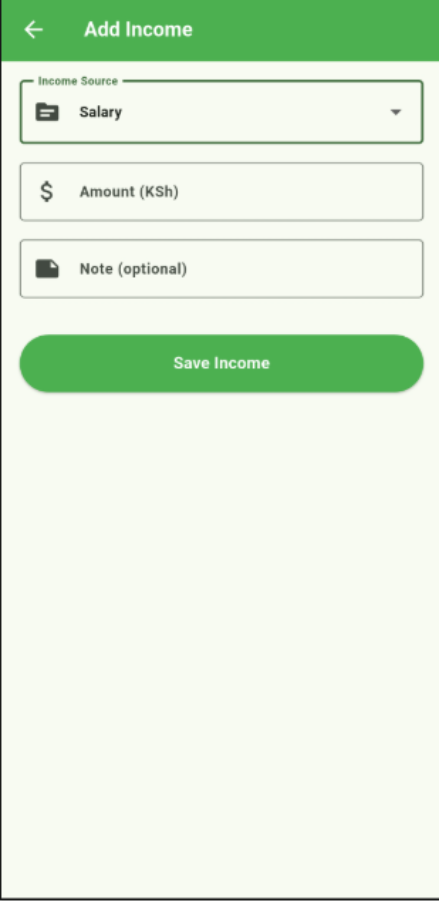 Add Income
Income Source
Salary
Amount (KSh)
Note (optional)
Save Income